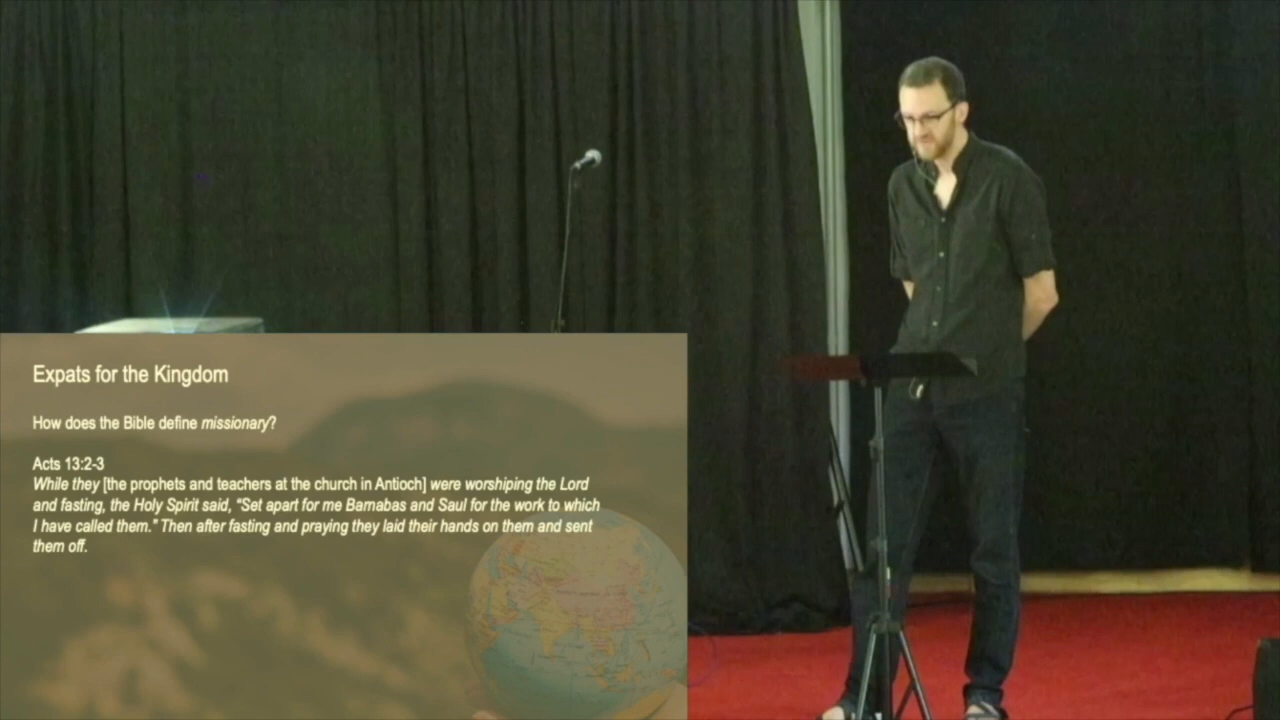 Expats for the Kingdom
How does the Bible define missionary?
Acts 13:2-3
While they [the prophets and teachers at the church in Antioch] were worshiping the Lord
and fasting, the Holy Spirit said, “Set apart for me Barnabas and Saul for the work to which
I have called them.” Then after fasting and praying they laid their hands on them and sent
them off.